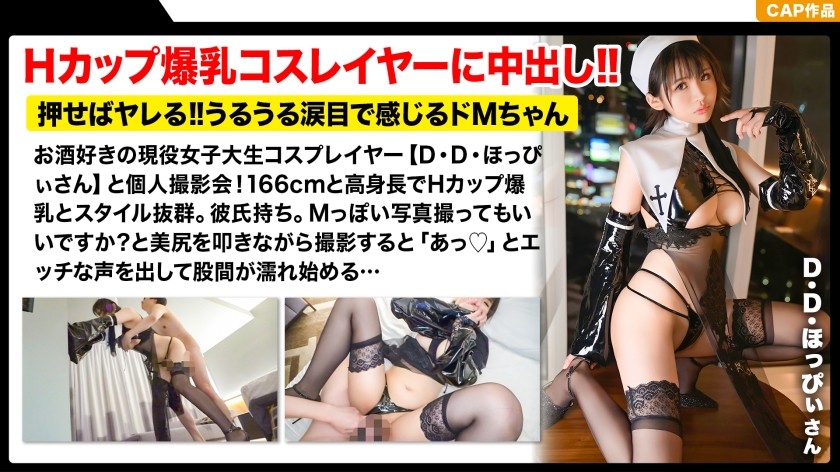 CAP作品
Hカップ爆乳コスレイヤーに中出し!!
押せばヤレる!!うるうる涙目で感じるドMちゃん
お酒好きの現役女子大生コスプレイヤー【D・D・ほっぴ
ぃさん】と個人撮影会！166cmと高身長でHカップ爆
乳とスタイル抜群。彼氏持ち。Mっぽい写真撮ってもい
いですか？と美尻を叩きながら撮影すると「あっ♡」とエ
ッチな声を出して股間が濡れ始める…
D・D・ほっぴぃさん